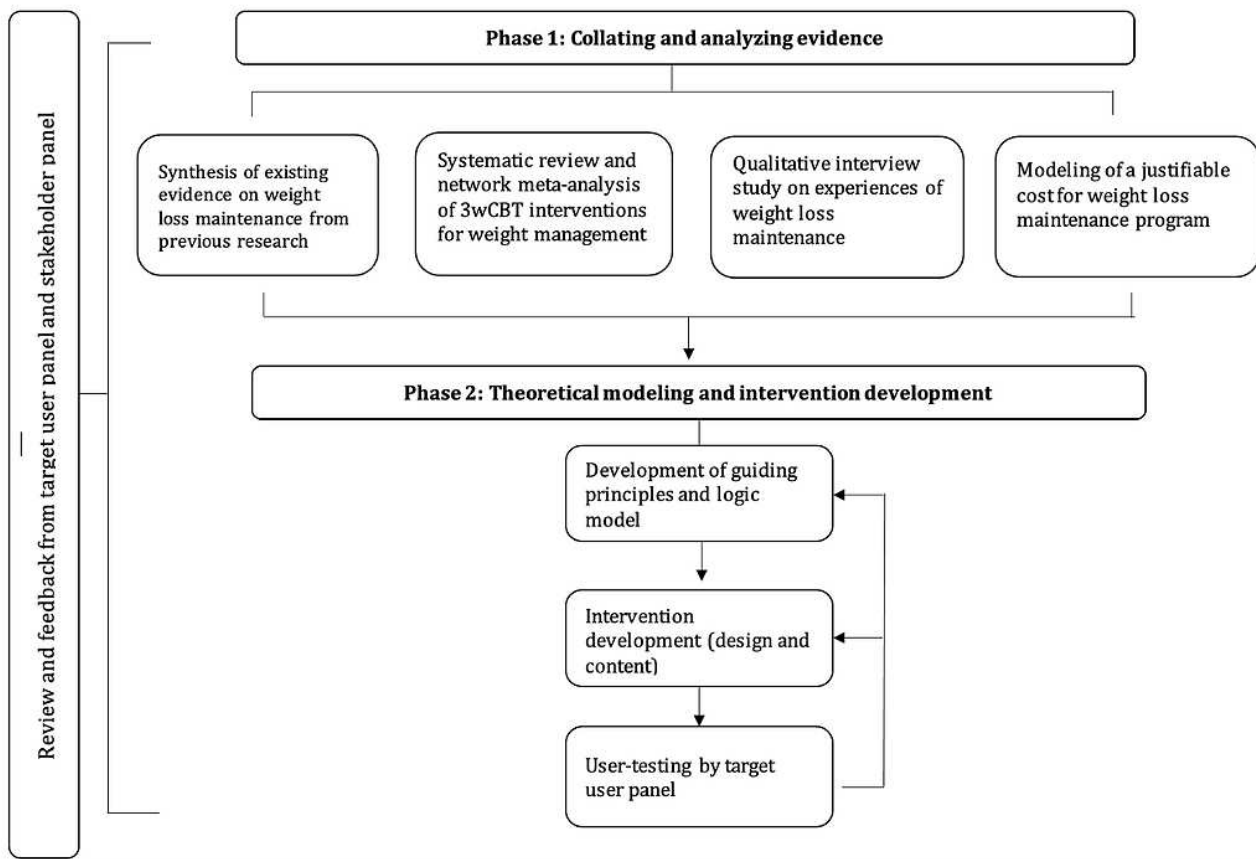 Review and feedback from target user panel and stakeholder panel
Phase 1: Collating and analyzing evidence
Synthesis of existing
evidence on weight
loss maintenance from
previous research
Systematic review and
network meta-analysis
of 3wCBT interventions
for weight management
Qualitative interview
study on experiences of
weight loss
maintenance
Modeling of a justifiable
cost for weight loss
maintenance program
Phase 2: Theoretical modeling and intervention development
Development of guiding
principles and logic
model
Intervention
development (design and
content)
User-testing by target
user panel